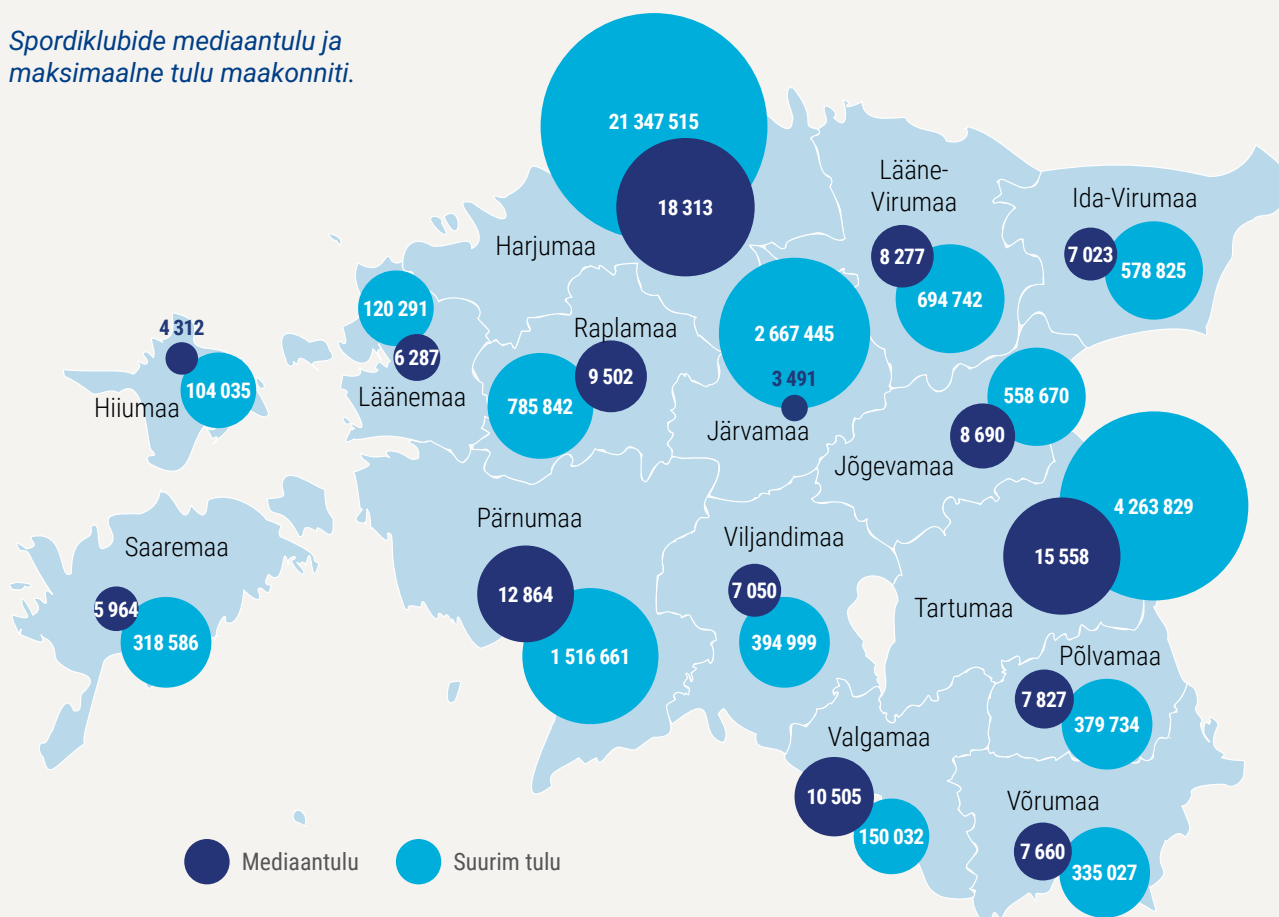 Spordiklubide mediaantulu ja
maksimaalne tulu maakonniti.
21 347 515
18 313
Harjumaa
Lääne-
Virumaa
8 277
694 742
Ida-Virumaa
7 023
578 825
120 291
6 287
Läänemaa
4 312
104 035
Hiiumaa
Raplamaa
9 502
785 842
2 667 445
3 491
Järvamaa
558 670
8 690
Jõgevamaa
4 263 829
15 558
Tartumaa
Pärnumaa
12 864
1 516 661
Viljandimaa
7 050
394 999
Saaremaa
5 964
318 586
Põlvamaa
7 827
379 734
Valgamaa
10 505
150 032
Võrumaa
7 660
335 027
Mediaantulu
Suurim tulu